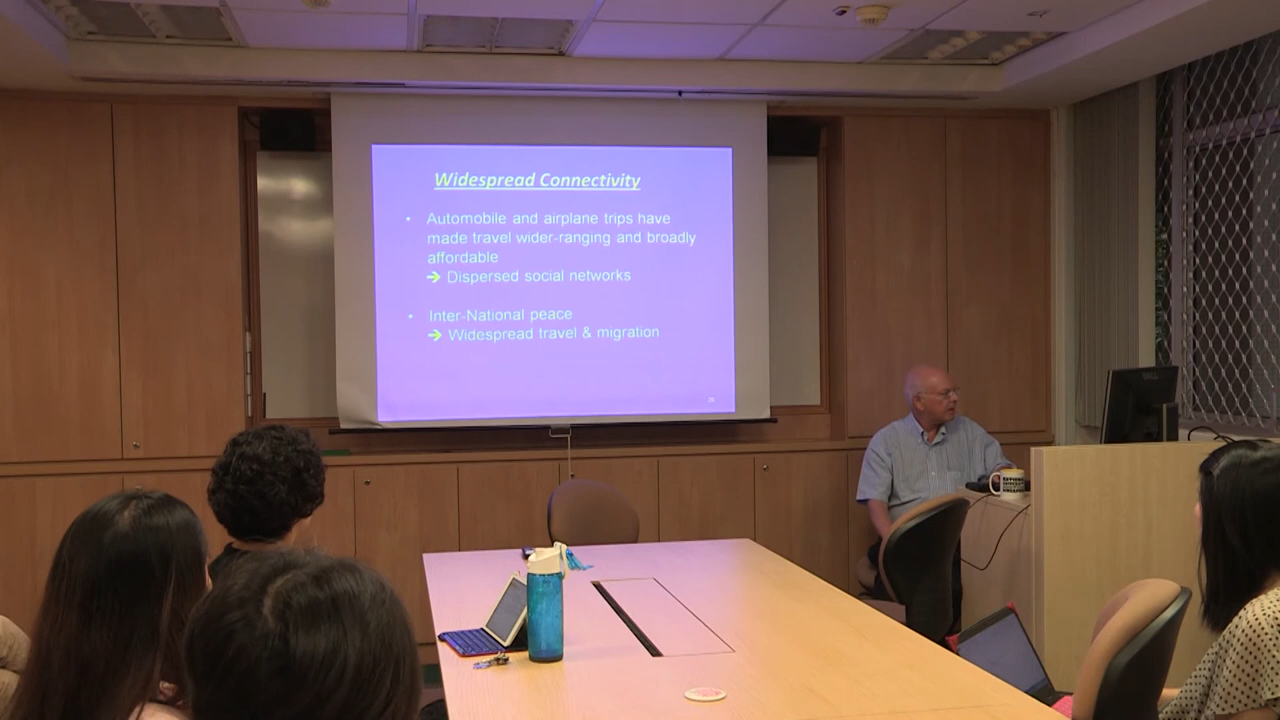 Widespread Connectivity
• Automobile and airplane trips have
made travel wider-ranging and broadly
affordable
➔ Dispersed social networks
• Inter-National peace
➔ Widespread travel & migration